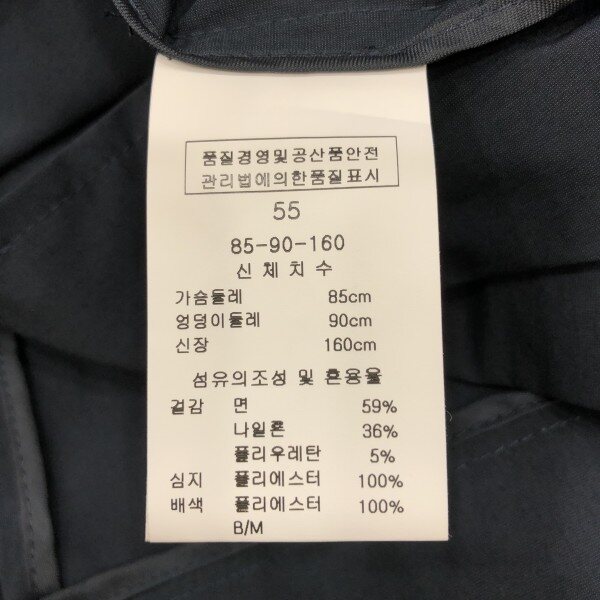 품질경영및공산품안전
관리법에의한품질표시
55
85-90-160
신체치수
가슴둘레 85cm
엉덩이둘레 90cm
신장 160cm
섬유의조성 및 혼용율
겉감 면 59%
나일론 36%
폴리우레탄 5%
심지 폴리에스터 100%
배색 폴리에스터 100%
B/M